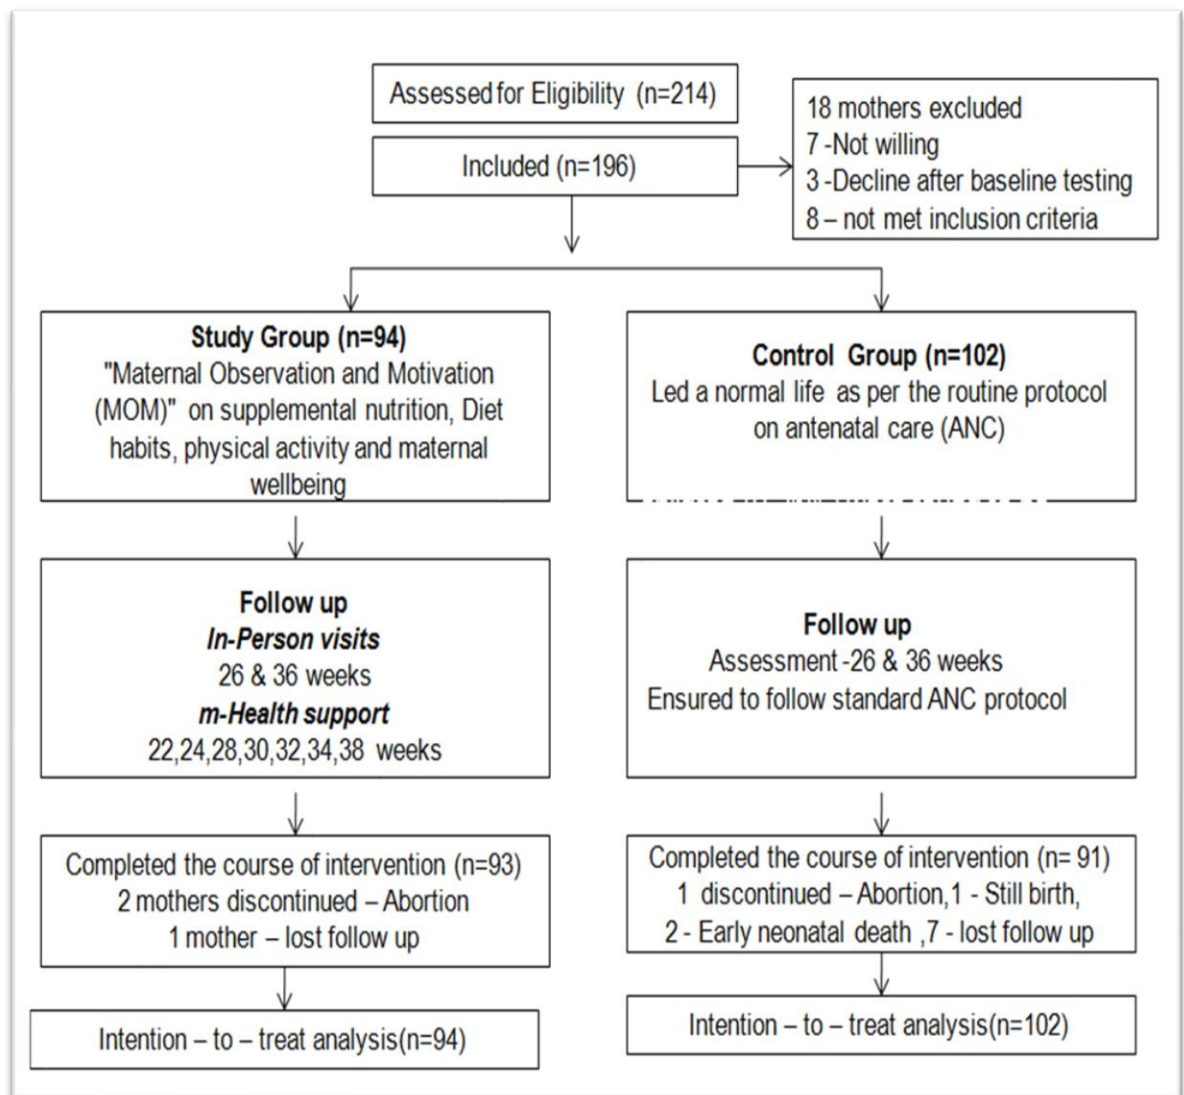 Assessed for Eligibility (n=214)
18 mothers excluded
7 -Not willing
3 -Decline after baseline testing
8 – not met inclusion criteria
Included (n=196)
Study Group (n=94)
"Maternal Observation and Motivation
(MOM)" on supplemental nutrition, Diet
habits, physical activity and maternal
wellbeing
Control Group (n=102)
Led a normal life as per the routine protocol
on antenatal care (ANC)
Follow up
In-Person visits
26 & 36 weeks
m-Health support
22,24,28,30,32,34,38 weeks
Follow up
Assessment -26 & 36 weeks
Ensured to follow standard ANC protocol
Completed the course of intervention (n=93)
2 mothers discontinued – Abortion
1 mother – lost follow up
Completed the course of intervention (n= 91)
1 discontinued – Abortion,1 - Still birth,
2 - Early neonatal death ,7 - lost follow up
Intention – to – treat analysis(n=94)
Intention – to – treat analysis(n=102)